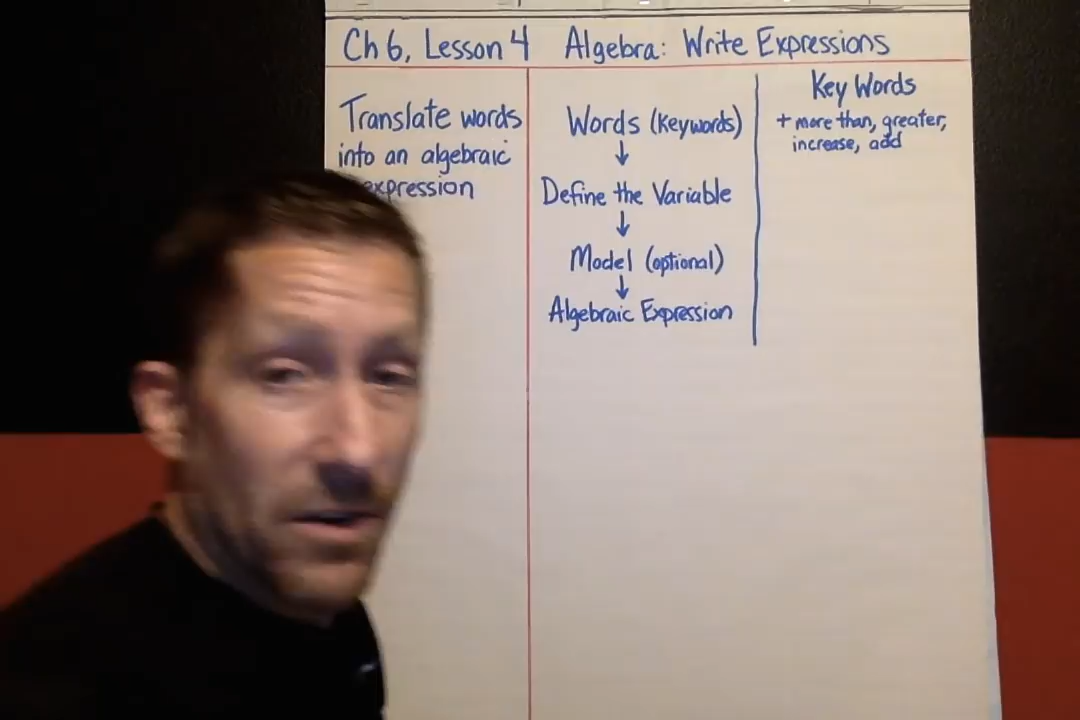 Ch 6, Lesson 4 Algebra: Write Expressions
Translate words
into an algebraic
expression
Words (keywords)
↓
Define the Variable
↓
Model (optional)
↓
Algebraic Expression
Key Words
+ more than, greater,
increase, add